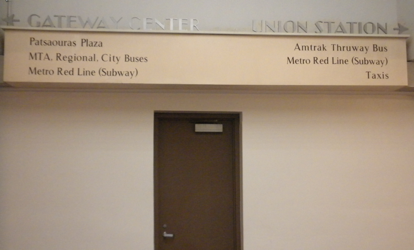 GATEWAY CENTER
Patsaouras Plaza
MTA, Regional, City Buses
Metro Red Line (Subway)
UNION STATION
Amtrak Thruway Bus
Metro Red Line (Subway)
Taxis